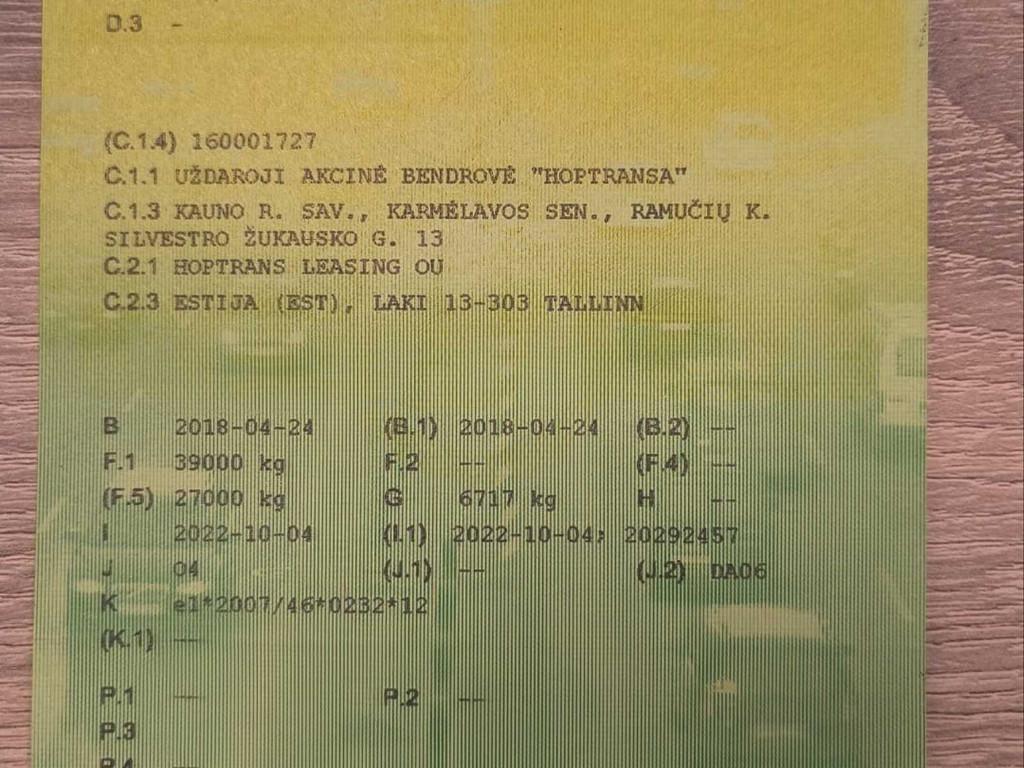 D.3 -
(C.1.4) 160001727
C.1.1 UŽDAROJI AKCINĖ BENDROVĖ "HOPTRANSA"
C.1.3 KAUNO R. SAV., KARMĖLAVOS SEN., RAMUČIŲ K.
SILVESTRO ŽUKAUSKO G. 13
C.2.1 HOPTRANS LEASING OU
C.2.3 ESTIJA (EST), LAKI 13-303 TALLINN
B 2018-04-24 (B.1) 2018-04-24 (B.2) --
F.1 39000 kg F.2 -- (F.4) --
(F.5) 27000 kg G 6717 kg H --
I 2022-10-04 (I.1) 2022-10-04; 20292457
J O4 (J.1) -- (J.2) DA06
K e1*2007/46*0232*12
(K.1) --
P.1 -- P.2 --
P.3
P.4 --